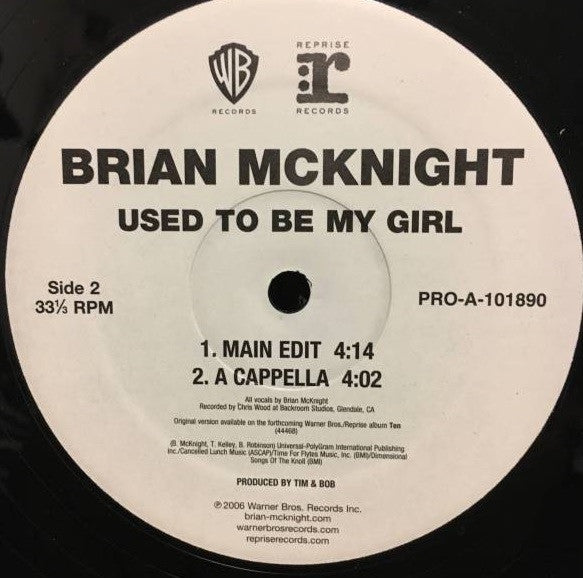 WB
RECORDS
REPRISE
r
RECORDS
BRIAN MCKNIGHT
USED TO BE MY GIRL
Side 2
33⅓ RPM
PRO-A-101890
1. MAIN EDIT 4:14
2. A CAPPELLA 4:02
All vocals by Brian McKnight
Recorded by Chris Wood at Backroom Studios, Glendale, CA
Original version available on the forthcoming Warner Bros./Reprise album Ten
(44468)
(B. McKnight, T. Kelley, B. Robinson) Universal-PolyGram International Publishing
Inc./Cancelled Lunch Music (ASCAP)/Time For Flytes Music, Inc. (BMI)/Dimensional
Songs Of The Knoll (BMI)
PRODUCED BY TIM & BOB
℗©2006 Warner Bros. Records Inc.
brian-mcknight.com
warnerbrosrecords.com
repriserecords.com